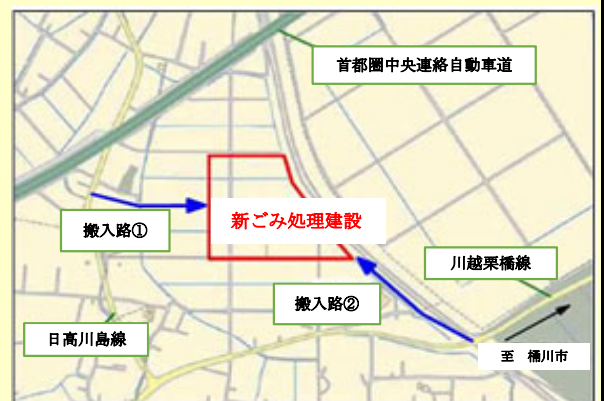 首都圏中央連絡自動車道
新ごみ処理建設
搬入路①
川越栗橋線
搬入路②
日高川島線
至　桶川市